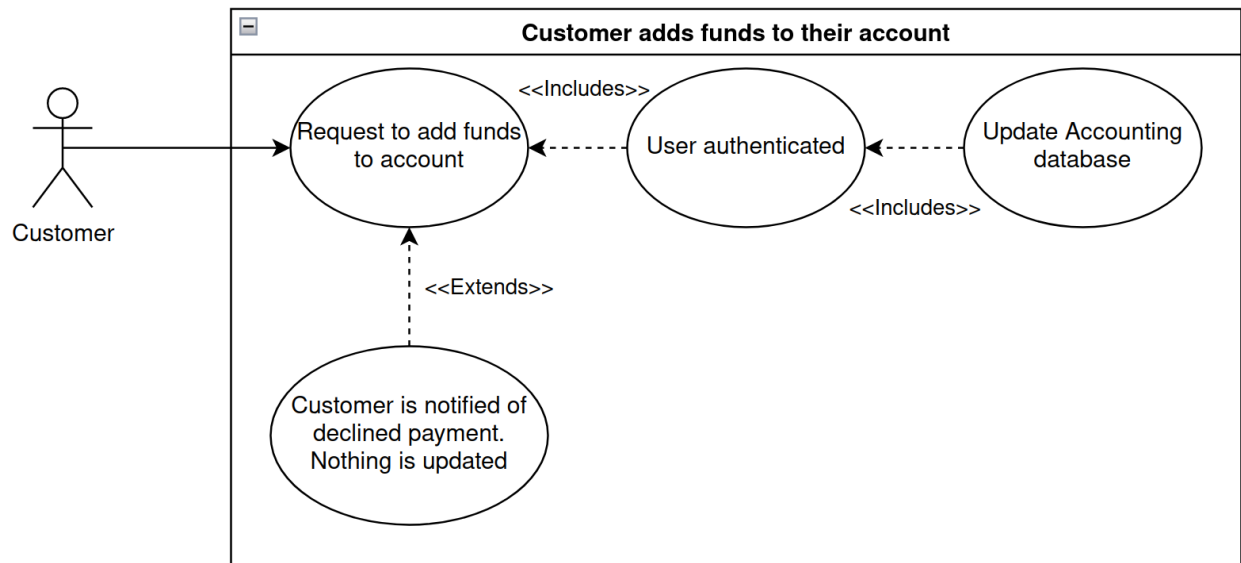 Customer adds funds to their account
<<Includes>>
Request to add funds
to account
User authenticated
Update Accounting
database
<<Includes>>
Customer
<<Extends>>
Customer is notified of
declined payment.
Nothing is updated